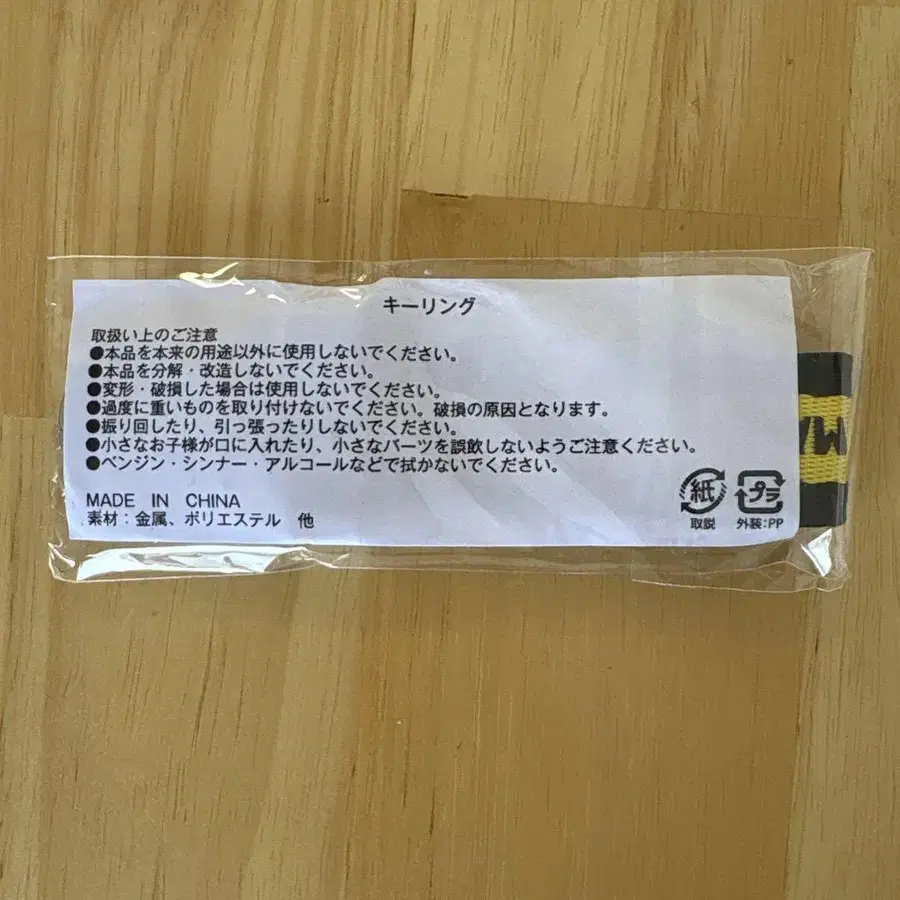 キーリング
取扱い上のご注意
●本品を本来の用途以外に使用しないでください。
●本品を分解・改造しないでください。
●変形・破損した場合は使用しないでください。
●過度に重いものを取り付けないでください。破損の原因となります。
●振り回したり、引っ張ったりしないでください。
●小さなお子様が口に入れたり、小さなパーツを誤飲しないようご注意ください。
●ベンジン・シンナー・アルコールなどで拭かないでください。
MADE IN CHINA
素材：金属、ポリエステル 他
紙 プラ
取説 外装:PP